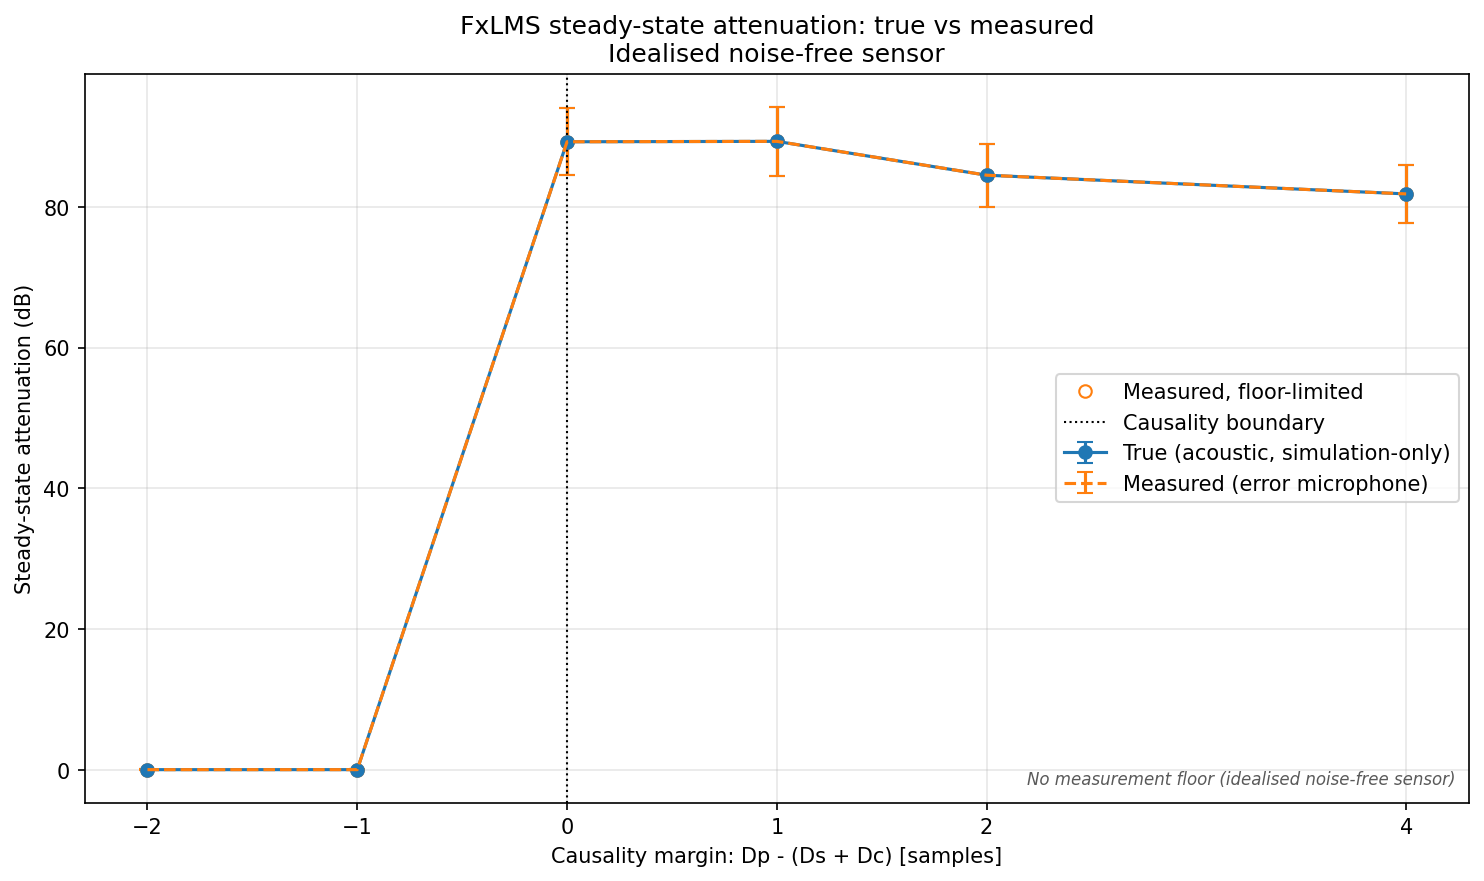 FxLMS steady-state attenuation: true vs measured
Idealised noise-free sensor
Steady-state attenuation (dB)
80
60
40
20
0
Measured, floor-limited
Causality boundary
True (acoustic, simulation-only)
Measured (error microphone)
No measurement floor (idealised noise-free sensor)
−2
−1
0
1
2
4
Causality margin: Dp - (Ds + Dc) [samples]